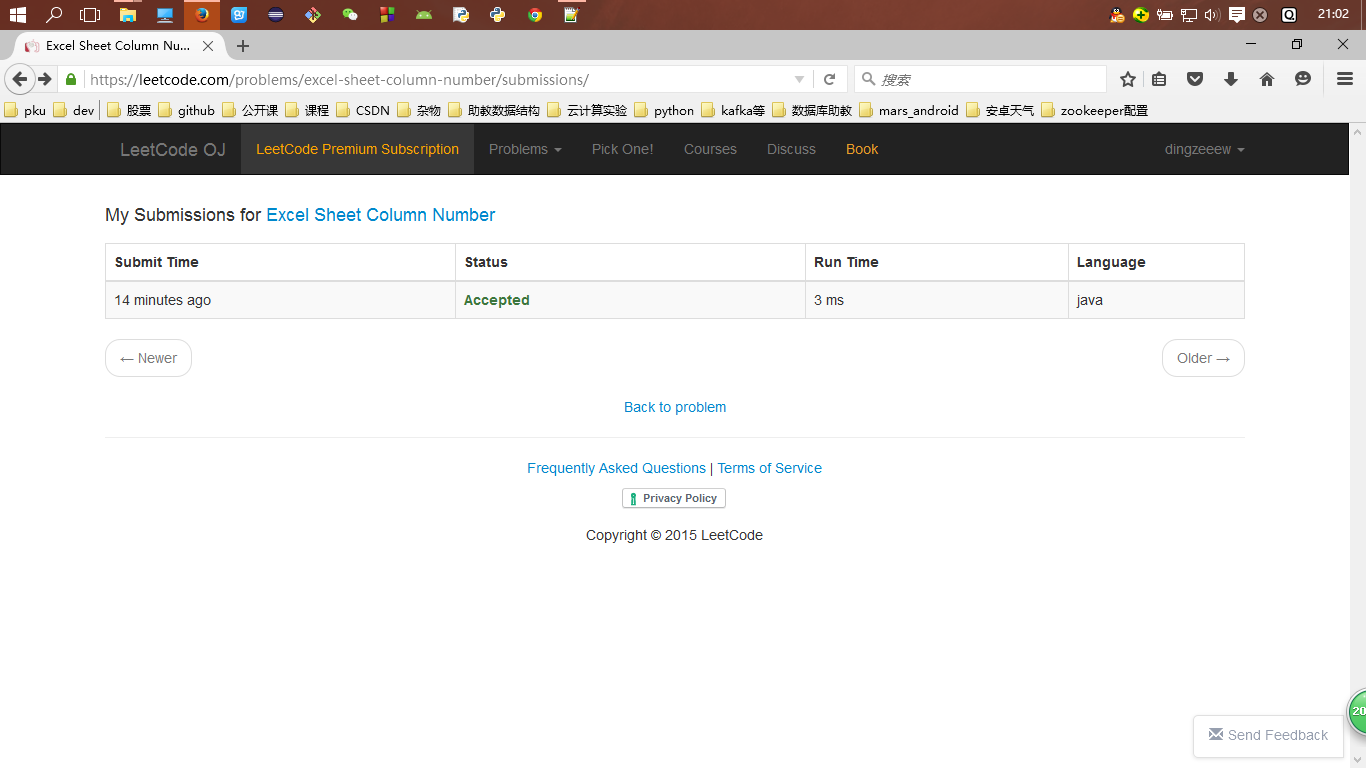 21:02
Excel Sheet Column Nu...
https://leetcode.com/problems/excel-sheet-column-number/submissions/
搜索
pku dev 股票 github 公开课 课程 CSDN 杂物 助教数据结构 云计算实验 python kafka等 数据库助教 mars_android 安卓天气 zookeeper配置
LeetCode OJ LeetCode Premium Subscription Problems Pick One! Courses Discuss Book dingzeeew
My Submissions for Excel Sheet Column Number
Submit Time Status Run Time Language
14 minutes ago Accepted 3 ms java
← Newer Older →
Back to problem
Frequently Asked Questions | Terms of Service
Privacy Policy
Copyright © 2015 LeetCode
Send Feedback